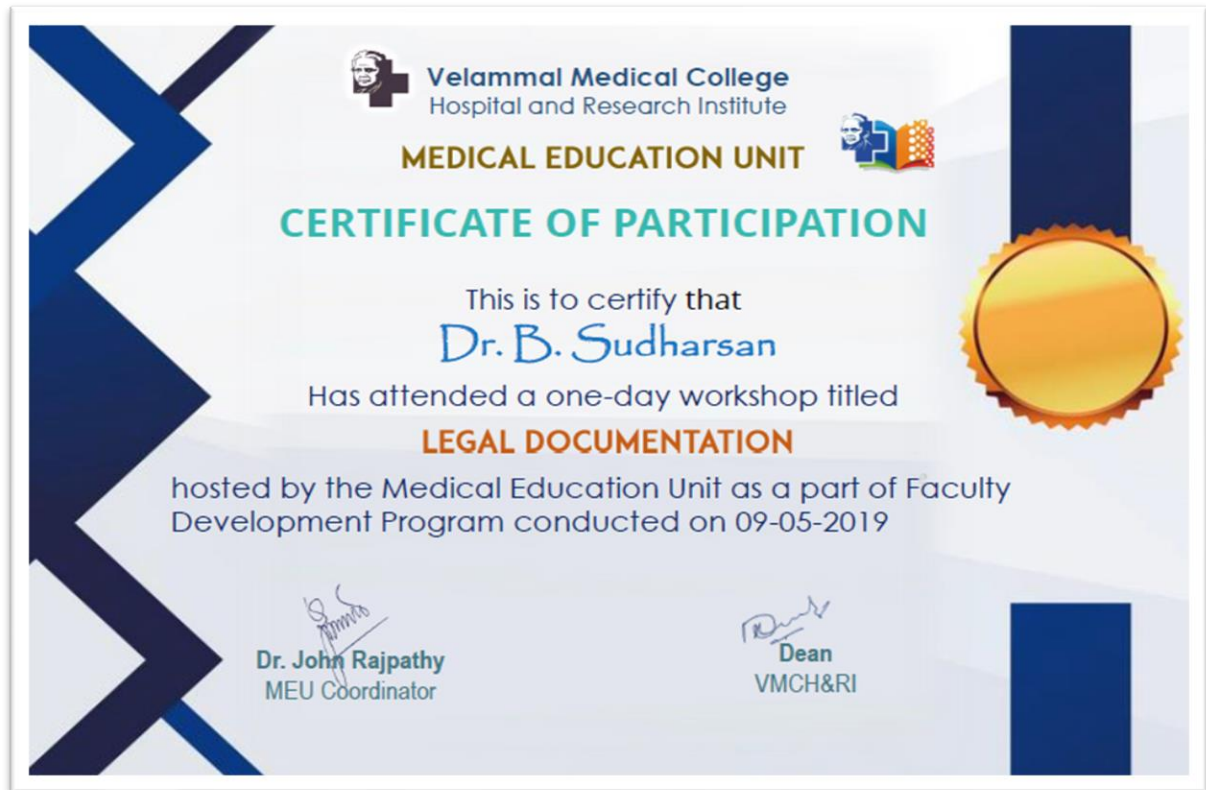 Velammal Medical College
Hospital and Research Institute
MEDICAL EDUCATION UNIT
CERTIFICATE OF PARTICIPATION
This is to certify that
Dr. B. Sudharsan
Has attended a one-day workshop titled
LEGAL DOCUMENTATION
hosted by the Medical Education Unit as a part of Faculty
Development Program conducted on 09-05-2019
Dr. John Rajpathy
MEU Coordinator
Dean
VMCH&RI